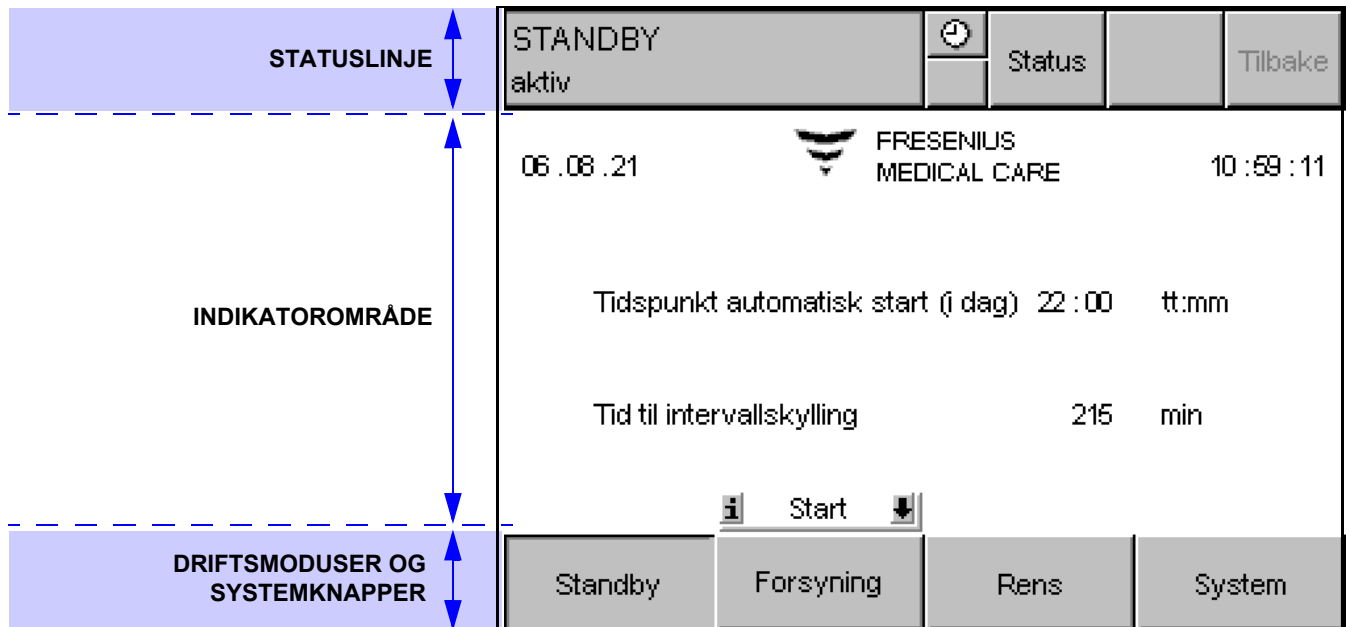 STATUSLINJE
STANDBY
aktiv
Status
Tilbake
INDIKATOROMRÅDE
06.08.21
FRESENIUS
MEDICAL CARE
10:59:11
Tidspunkt automatisk start (i dag) 22:00 tt:mm
Tid til intervallskylling 215 min
i Start
DRIFTSMODUSER OG
SYSTEMKNAPPER
Standby
Forsyning
Rens
System